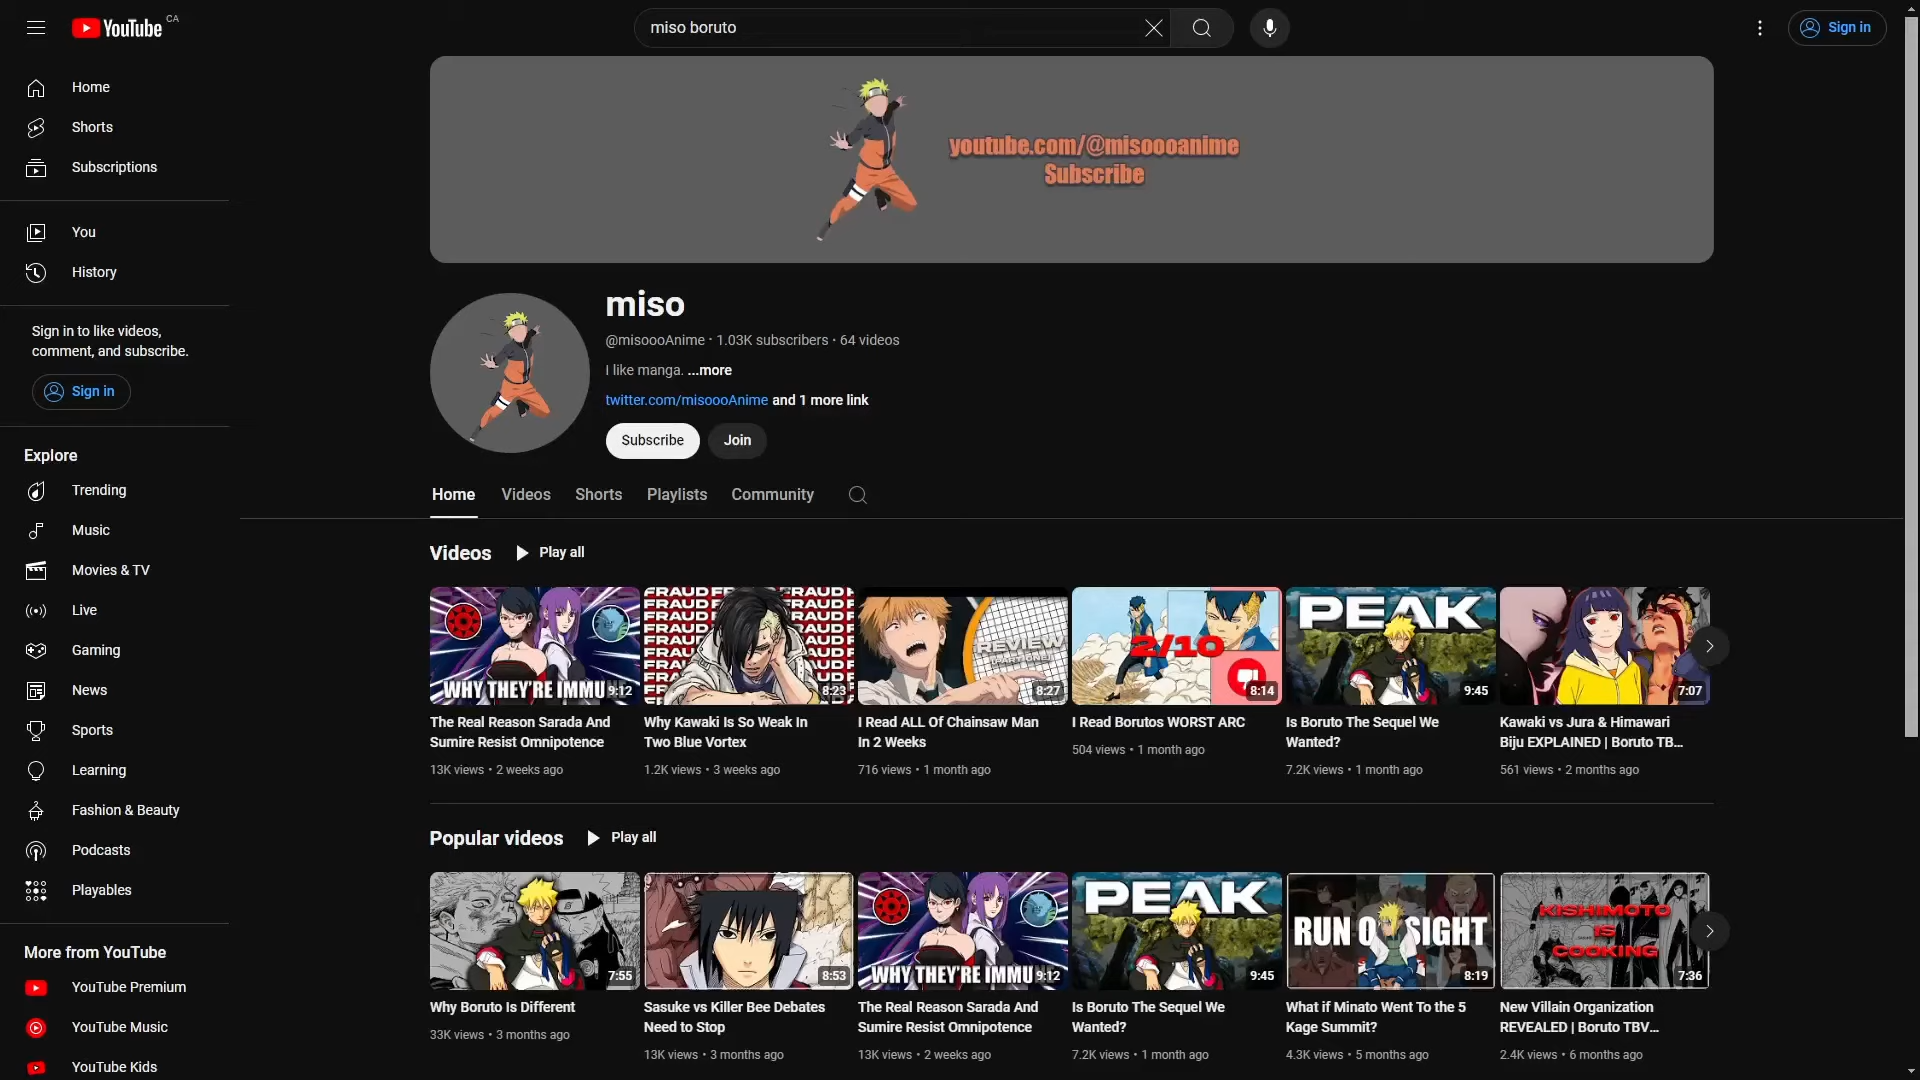 YouTube CA
miso boruto
Sign in
Home
Shorts
Subscriptions
You
History
Sign in to like videos,
comment, and subscribe.
Sign in
Explore
Trending
Music
Movies & TV
Live
Gaming
News
Sports
Learning
Fashion & Beauty
Podcasts
Playables
More from YouTube
YouTube Premium
YouTube Music
YouTube Kids
youtube.com/@misoooanime
Subscribe
miso
@misoooAnime · 1.03K subscribers · 64 videos
I like manga. ...more
twitter.com/misoooAnime and 1 more link
Subscribe
Join
Home
Videos
Shorts
Playlists
Community
Videos
Play all
WHY THEY'RE IMMU
9:12
The Real Reason Sarada And
Sumire Resist Omnipotence
13K views • 2 weeks ago
FRAUD
8:23
Why Kawaki Is So Weak In
Two Blue Vortex
1.2K views • 3 weeks ago
REVIEW
8:27
I Read ALL Of Chainsaw Man
In 2 Weeks
716 views • 1 month ago
2/10
8:14
I Read Borutos WORST ARC
504 views • 1 month ago
PEAK
9:45
Is Boruto The Sequel We
Wanted?
7.2K views • 1 month ago
7:07
Kawaki vs Jura & Himawari
Biju EXPLAINED | Boruto TB...
561 views • 2 months ago
Popular videos
Play all
7:55
Why Boruto Is Different
33K views • 3 months ago
8:53
Sasuke vs Killer Bee Debates
Need to Stop
13K views • 3 months ago
WHY THEY'RE IMMU
9:12
The Real Reason Sarada And
Sumire Resist Omnipotence
13K views • 2 weeks ago
PEAK
9:45
Is Boruto The Sequel We
Wanted?
7.2K views • 1 month ago
RUN O SIGHT
8:19
What if Minato Went To the 5
Kage Summit?
4.3K views • 5 months ago
KISHIMOTO
IS
COOKING
7:36
New Villain Organization
REVEALED | Boruto TBV...
2.4K views • 6 months ago